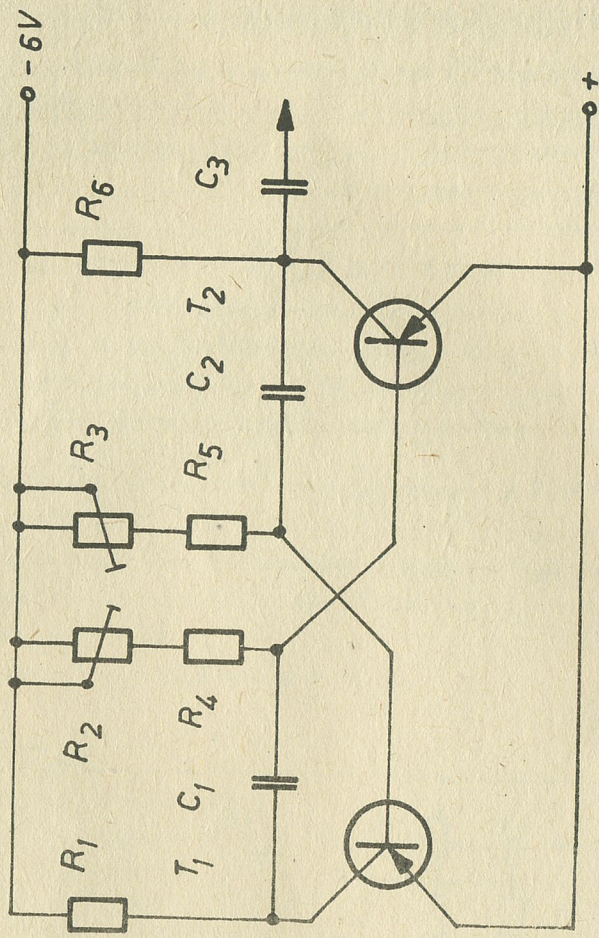 R₁
R₂
R₃
R₆
- 6V
T₁
C₁
R₄
R₅
C₂
T₂
C₃
+